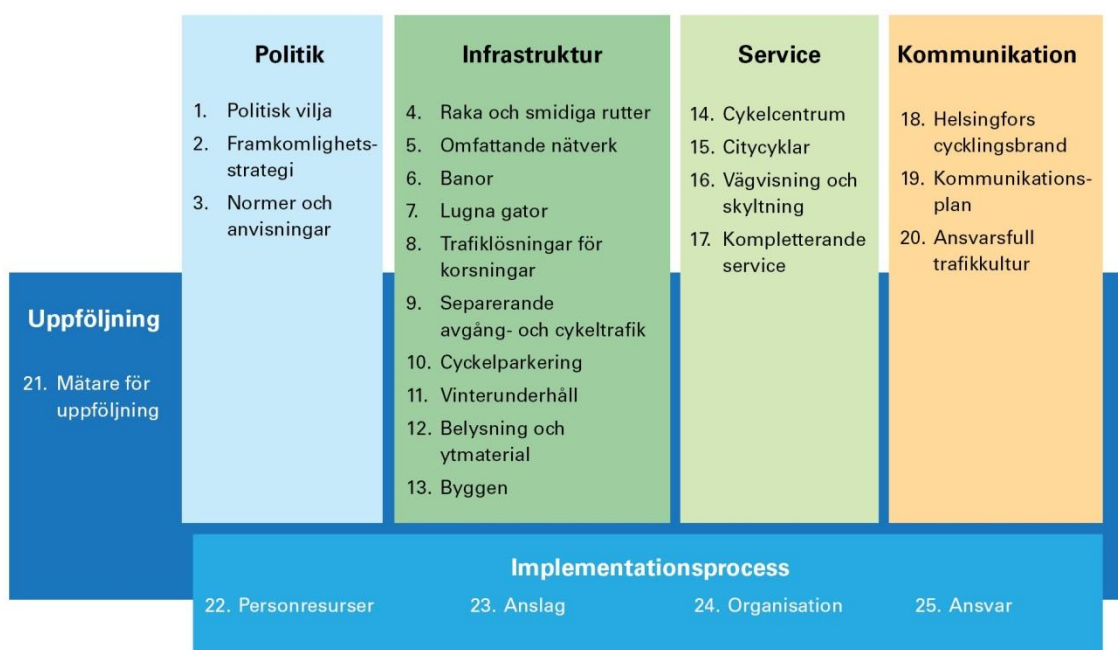 Politik
1. Politisk vilja
2. Framkomlighets-
strategi
3. Normer och
anvisningar
Infrastruktur
4. Raka och smidiga rutter
5. Omfattande nätverk
6. Banor
7. Lugna gator
8. Trafiklösningar för
korsningar
9. Separerande
avgång- och cykeltrafik
10. Cyckelparkering
11. Vinterunderhåll
12. Belysning och
ytmaterial
13. Byggen
Service
14. Cykelcentrum
15. Citycyklar
16. Vägvisning och
skyltning
17. Kompletterande
service
Kommunikation
18. Helsingfors
cycklingsbrand
19. Kommunikations-
plan
20. Ansvarsfull
trafikkultur
Uppföljning
21. Mätare för
uppföljning
Implementationsprocess
22. Personresurser
23. Anslag
24. Organisation
25. Ansvar